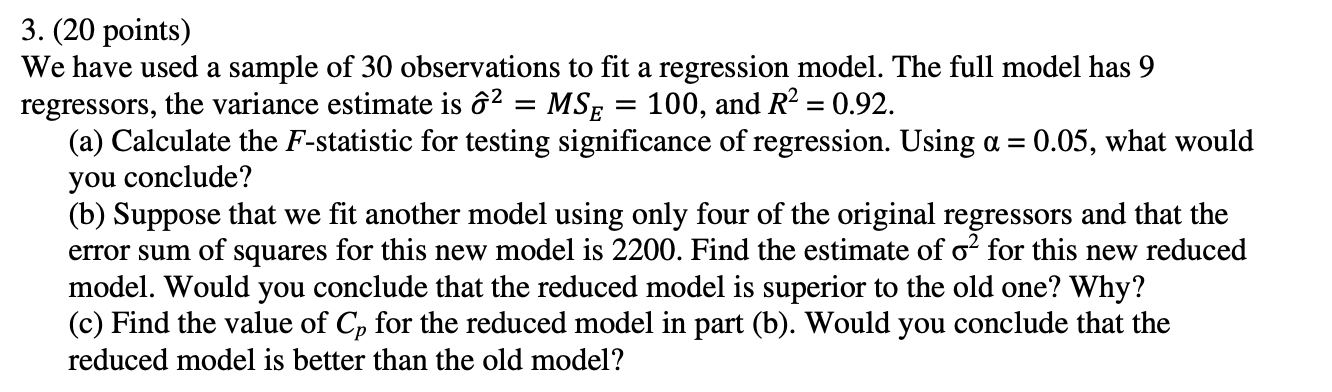 3. (20 points)
We have used a sample of 30 observations to fit a regression model. The full model has 9
regressors, the variance estimate is σ̂² = MS_E = 100, and R² = 0.92.
(a) Calculate the F-statistic for testing significance of regression. Using α = 0.05, what would
you conclude?
(b) Suppose that we fit another model using only four of the original regressors and that the
error sum of squares for this new model is 2200. Find the estimate of σ² for this new reduced
model. Would you conclude that the reduced model is superior to the old one? Why?
(c) Find the value of C_p for the reduced model in part (b). Would you conclude that the
reduced model is better than the old model?